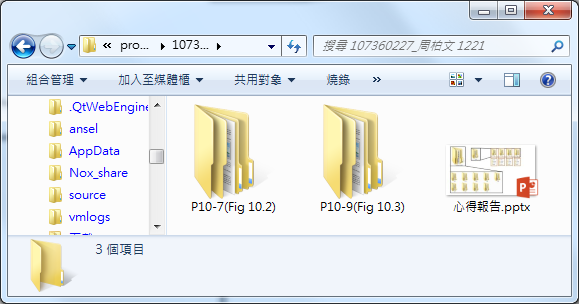 « pro... ▸ 1073... ▸
搜尋 107360227_周柏文 1221
組合管理 加入至媒體櫃 共用對象 燒錄 »
.QtWebEngine
ansel
AppData
Nox_share
source
vmlogs
P10-7(Fig 10.2)
P10-9(Fig 10.3)
心得報告.pptx
3 個項目